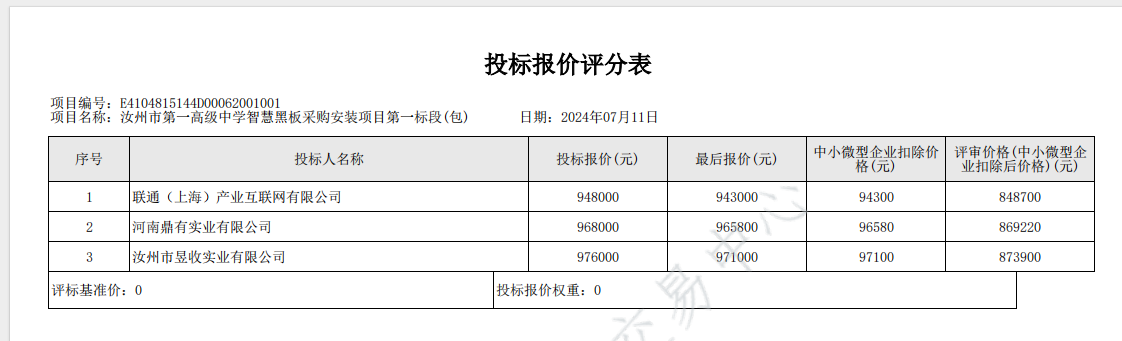 投标报价评分表
项目编号：E4104815144D00062001001
项目名称：汝州市第一高级中学智慧黑板采购安装项目第一标段(包) 日期：2024年07月11日
序号 投标人名称 投标报价(元) 最后报价(元) 中小微型企业扣除价格(元) 评审价格(中小微型企业扣除后价格)(元)
1 联通（上海）产业互联网有限公司 948000 943000 94300 848700
2 河南鼎有实业有限公司 968000 965800 96580 869220
3 汝州市昱收实业有限公司 976000 971000 97100 873900
评标基准价：0 投标报价权重：0
交易中心